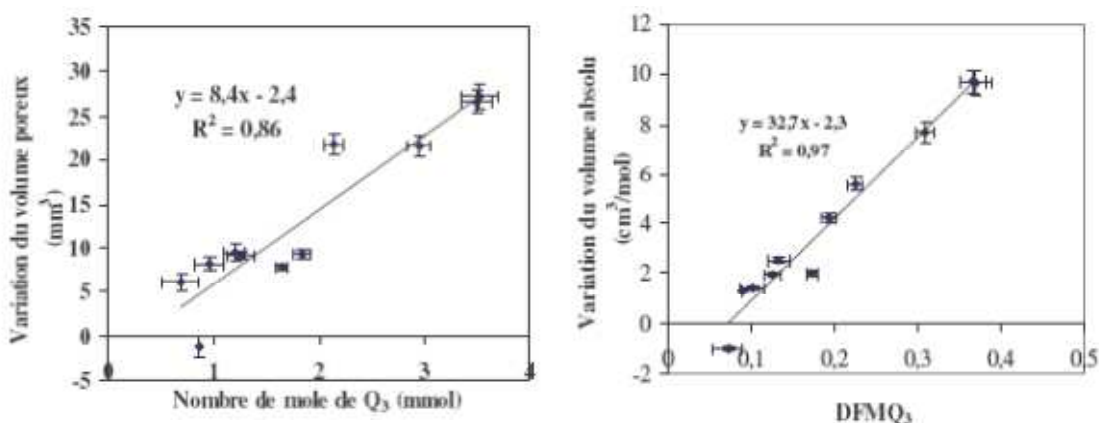 Variation du volume poreux
(mm³)
35
30
25
20
15
10
5
0
-5
y = 8,4x - 2,4
R² = 0,86
0 1 2 3 4
Nombre de mole de Q₃ (mmol)
Variation du volume absolu
(cm³/mol)
12
10
8
6
4
2
0
-2
y = 32,7x - 2,3
R² = 0,97
0 0,1 0,2 0,3 0,4 0,5
DFMQ₃